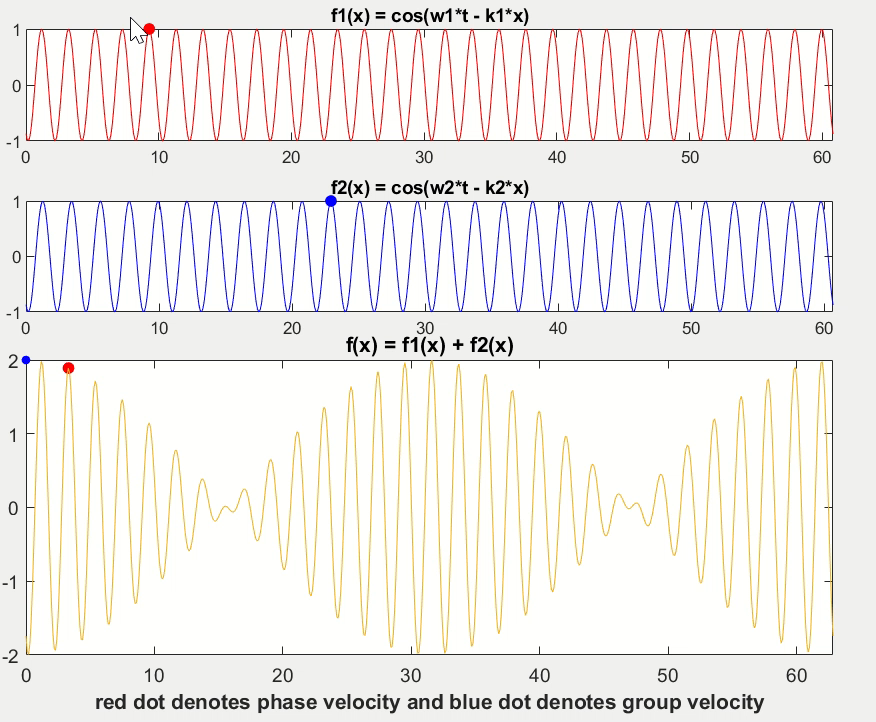 f1(x) = cos(w1*t - k1*x)
1
0
-1
0 10 20 30 40 50 60
f2(x) = cos(w2*t - k2*x)
1
0
-1
0 10 20 30 40 50 60
f(x) = f1(x) + f2(x)
2
1
0
-1
-2
0 10 20 30 40 50 60
red dot denotes phase velocity and blue dot denotes group velocity